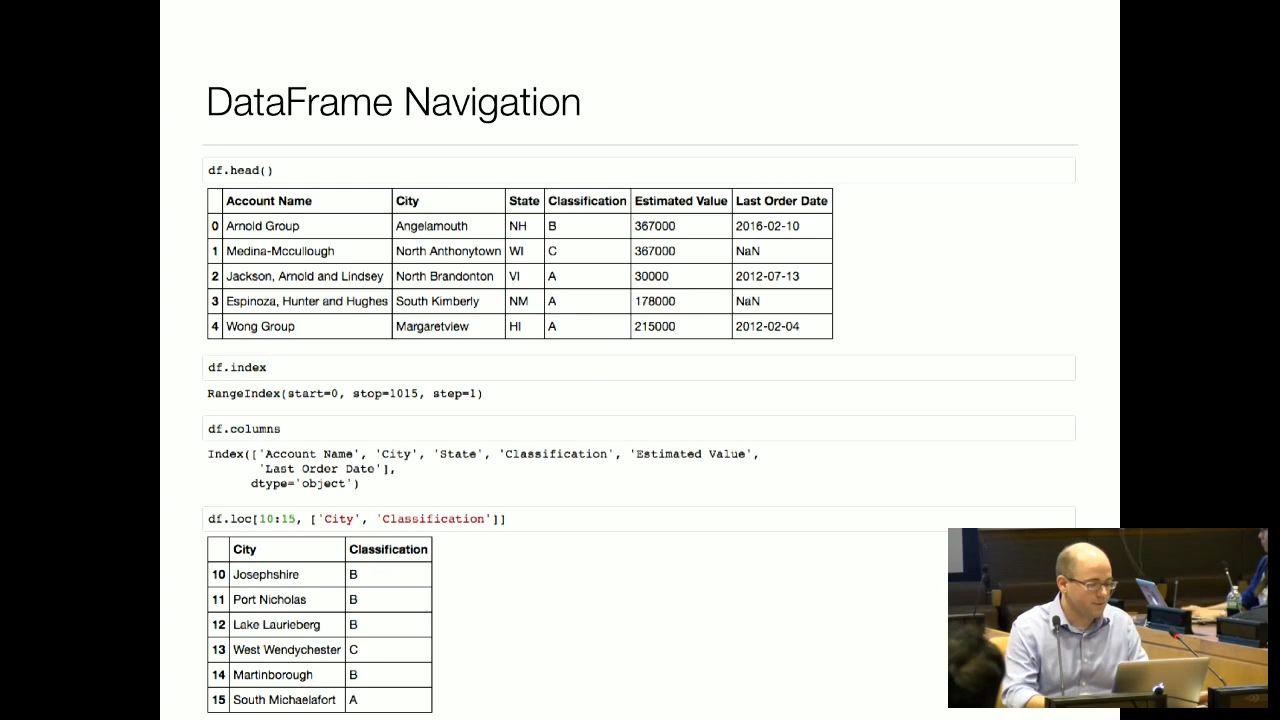 DataFrame Navigation
df.head()
Account Name City State Classification Estimated Value Last Order Date
0 Arnold Group Angelamouth NH B 367000 2016-02-10
1 Medina-Mccullough North Anthonytown WI C 367000 NaN
2 Jackson, Arnold and Lindsey North Brandonton VI A 30000 2012-07-13
3 Espinoza, Hunter and Hughes South Kimberly NM A 178000 NaN
4 Wong Group Margaretview HI A 215000 2012-02-04
df.index
RangeIndex(start=0, stop=1015, step=1)
df.columns
Index(['Account Name', 'City', 'State', 'Classification', 'Estimated Value',
'Last Order Date'],
dtype='object')
df.loc[10:15, ['City', 'Classification']]
City Classification
10 Josephshire B
11 Port Nicholas B
12 Lake Laurieberg B
13 West Wendychester C
14 Martinborough B
15 South Michaelafort A